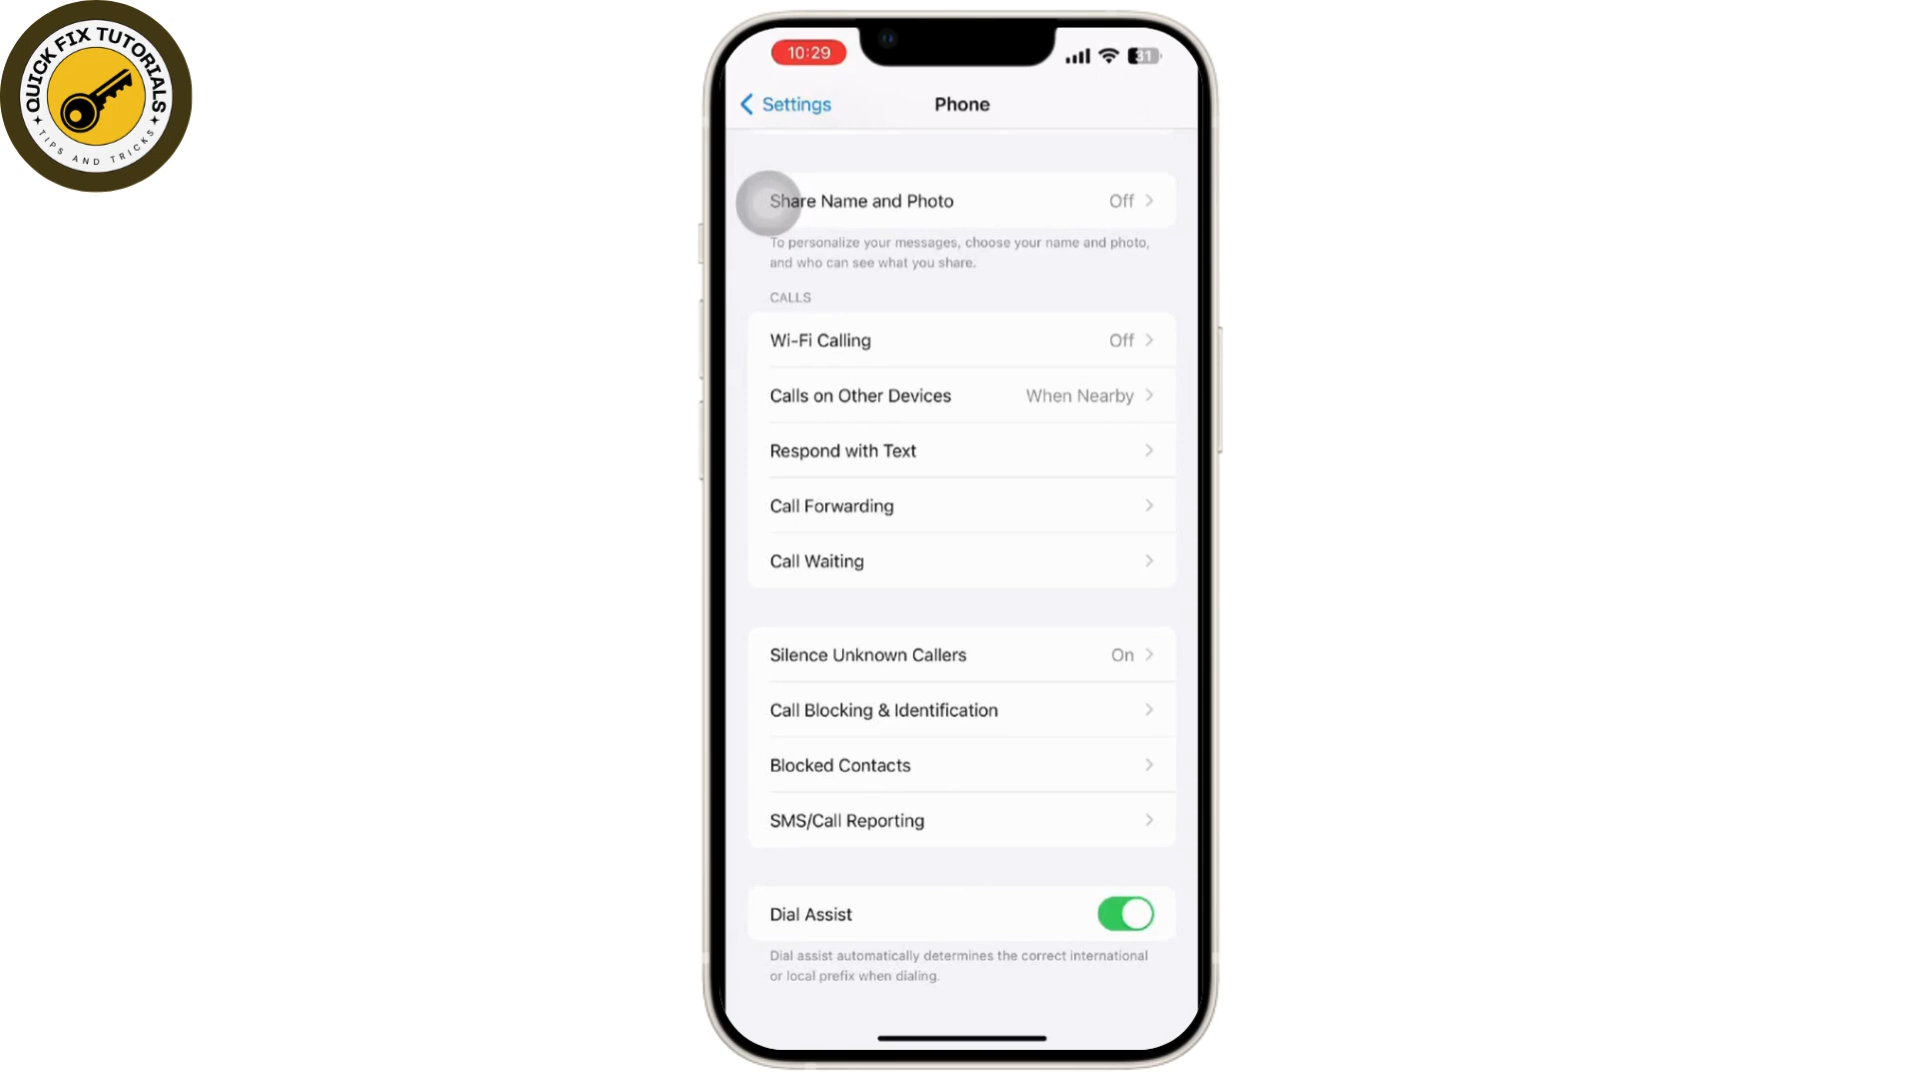 QUICK FIX TUTORIALS
TIPS AND TRICKS
10:29
31
Settings
Phone
Share Name and Photo
Off
To personalize your messages, choose your name and photo,
and who can see what you share.
CALLS
Wi-Fi Calling
Off
Calls on Other Devices
When Nearby
Respond with Text
Call Forwarding
Call Waiting
Silence Unknown Callers
On
Call Blocking & Identification
Blocked Contacts
SMS/Call Reporting
Dial Assist
Dial assist automatically determines the correct international
or local prefix when dialing.